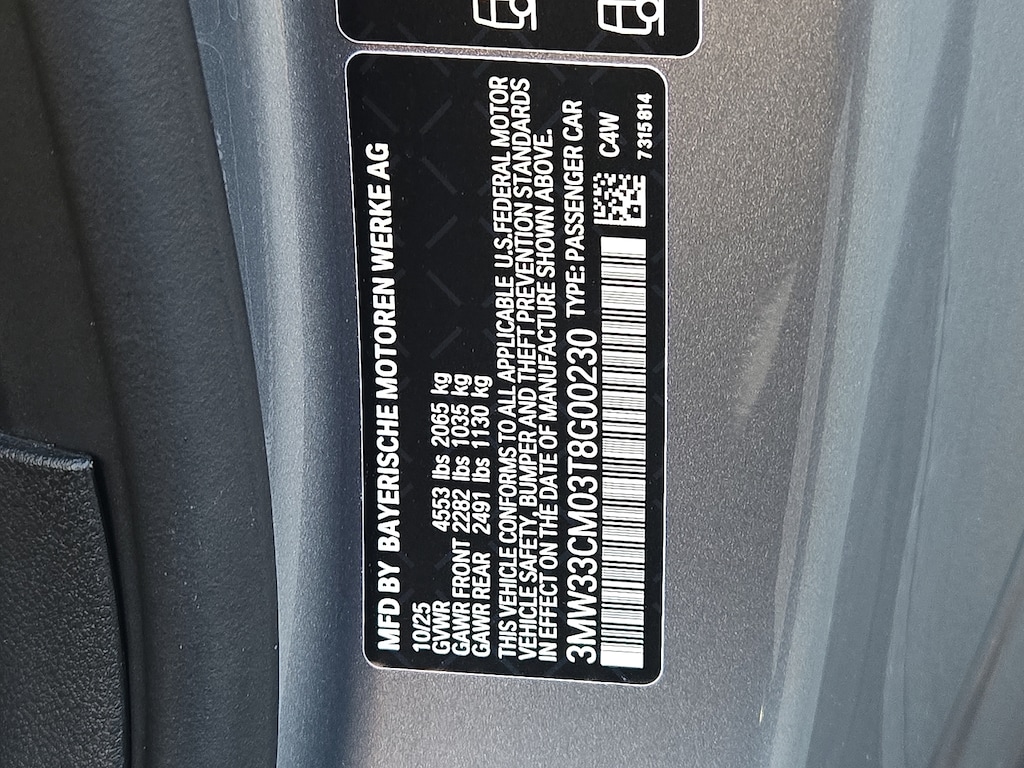 MFD BY BAYERISCHE MOTOREN WERKE AG
10/25
GVWR 4553 lbs 2065 kg
GAWR FRONT 2282 lbs 1035 kg
GAWR REAR 2491 lbs 1130 kg
THIS VEHICLE CONFORMS TO ALL APPLICABLE U.S. FEDERAL MOTOR
VEHICLE SAFETY, BUMPER AND THEFT PREVENTION STANDARDS
IN EFFECT ON THE DATE OF MANUFACTURE SHOWN ABOVE.
3MW33CM03T8G00230 TYPE: PASSENGER CAR
C4W
7315814